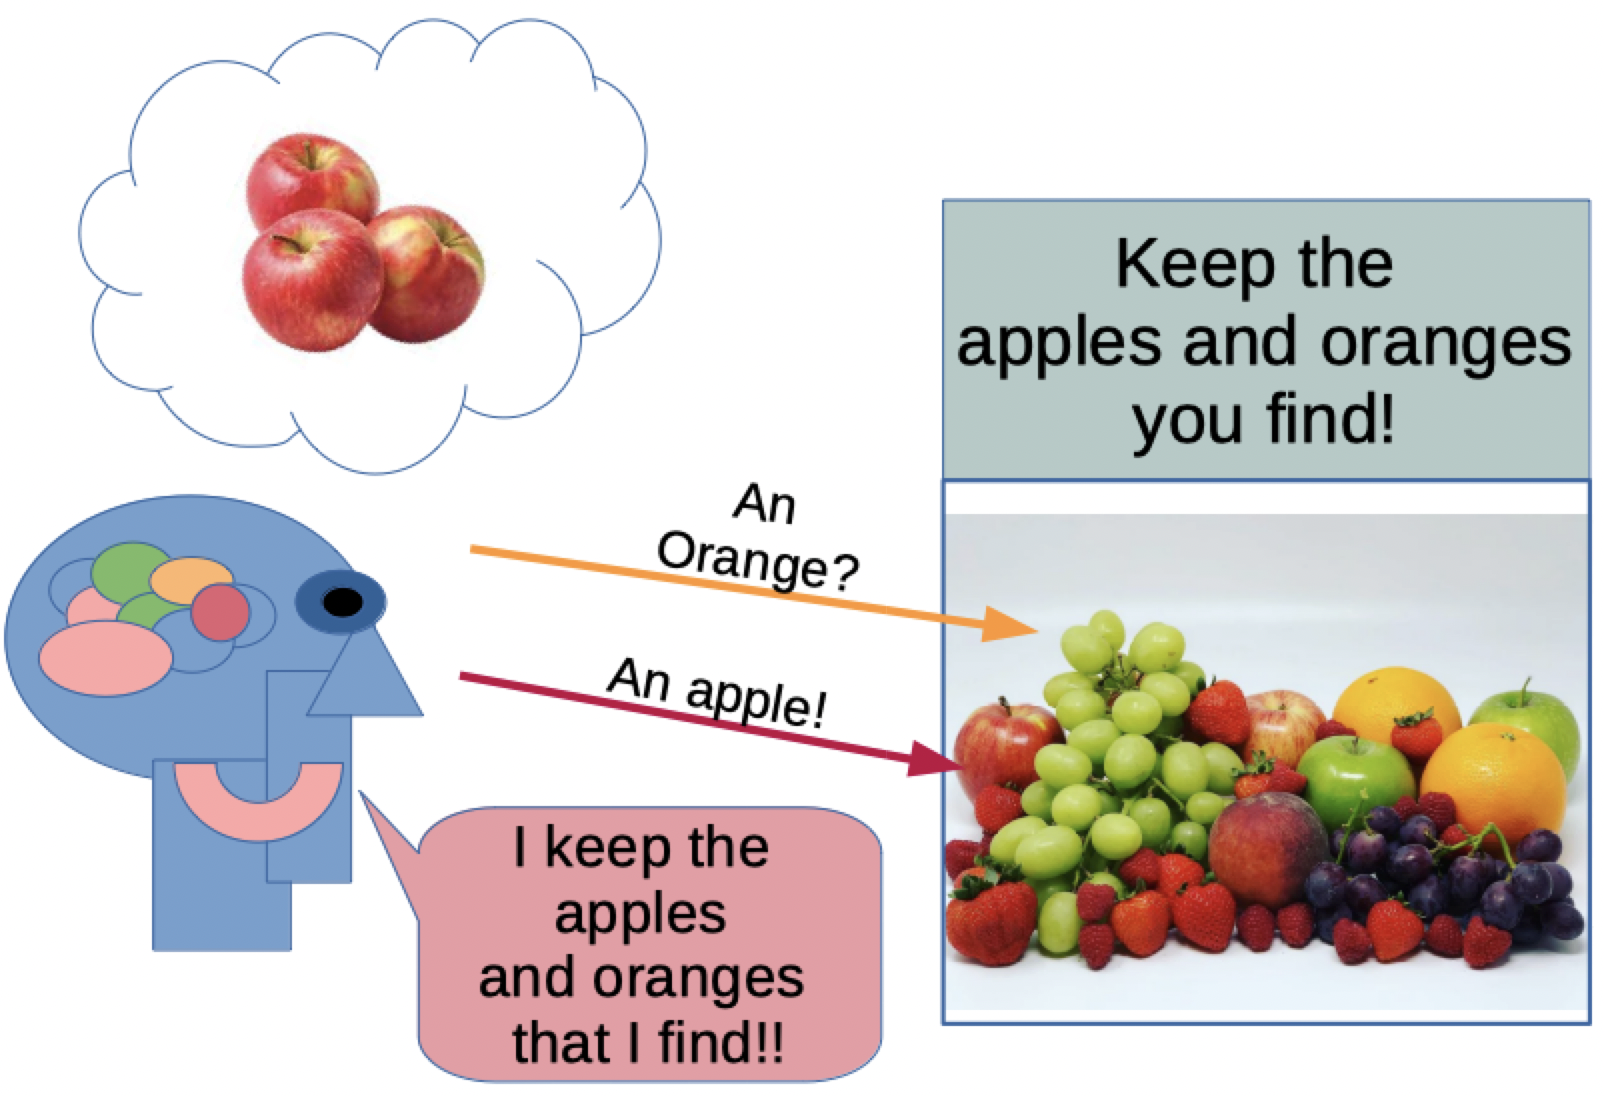 Keep the
apples and oranges
you find!
An
Orange?
An apple!
I keep the
apples
and oranges
that I find!!